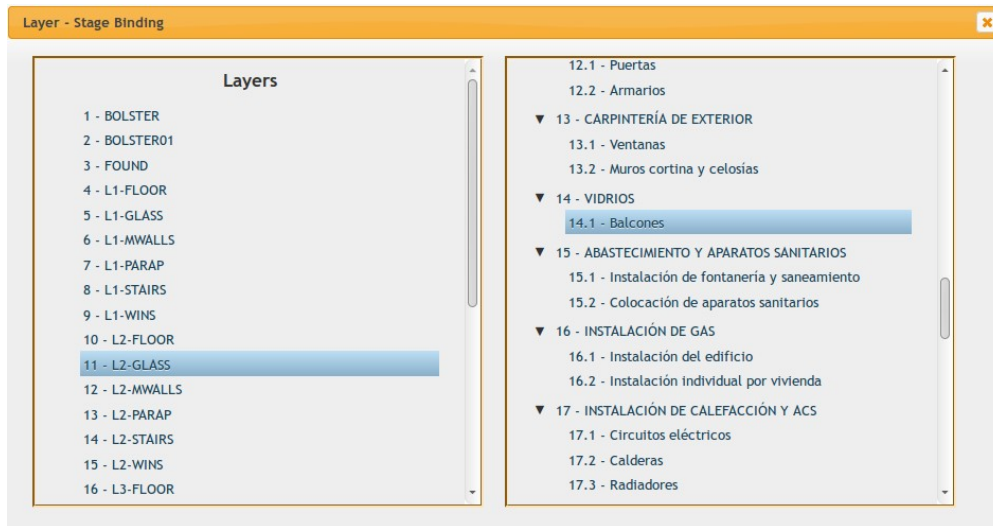 Layer - Stage Binding
Layers
1 - BOLSTER
2 - BOLSTER01
3 - FOUND
4 - L1-FLOOR
5 - L1-GLASS
6 - L1-MWALLS
7 - L1-PARAP
8 - L1-STAIRS
9 - L1-WINS
10 - L2-FLOOR
11 - L2-GLASS
12 - L2-MWALLS
13 - L2-PARAP
14 - L2-STAIRS
15 - L2-WINS
16 - L3-FLOOR
12.1 - Puertas
12.2 - Armarios
▼ 13 - CARPINTERÍA DE EXTERIOR
13.1 - Ventanas
13.2 - Muros cortina y celosías
▼ 14 - VIDRIOS
14.1 - Balcones
▼ 15 - ABASTECIMIENTO Y APARATOS SANITARIOS
15.1 - Instalación de fontanería y saneamiento
15.2 - Colocación de aparatos sanitarios
▼ 16 - INSTALACIÓN DE GAS
16.1 - Instalación del edificio
16.2 - Instalación individual por vivienda
▼ 17 - INSTALACIÓN DE CALEFACCIÓN Y ACS
17.1 - Circuitos eléctricos
17.2 - Calderas
17.3 - Radiadores